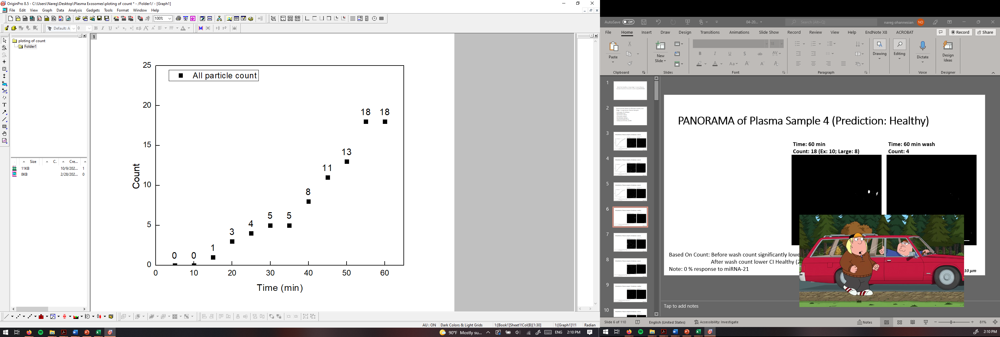 OriginPro 8.5 - C:\Users\Nareg\Desktop\Plasma Exosomes\ploting of count * - /Folder1/ - [Graph1]
File Edit View Graph Data Analysis Gadgets Tools Format Window Help
100%
Default: A 0 B I U
ploting of count
Folder1
Size C. Cre...
11KB 10/9/202... 1
8KB 2/28/202... 0
1
All particle count
25
20
15
10
5
0
Count
0 0 1 3 4 5 5 8 11 13 18 18
0 10 20 30 40 50 60
Time (min)
AU : ON Dark Colors & Light Grids 1:[Book1]Sheet1!Col(B)[1:30] 1:[Graph1]1!1 Radian
90°F Mostly su... ENG 2:10 PM
AutoSave Off 04-20... Search (Alt+Q) nareg ohannesian NO
File Home Insert Draw Design Transitions Animations Slide Show Record Review View Help EndNote X8 ACROBAT Record Share
Paste
New Slide
18
Drawing
Editing
Dictate
Design Ideas
Clipboard Slides Font Paragraph Voice Designer
1
2
3
4
5
6
7
8
9
10
PANORAMA of Plasma Sample 4 (Prediction: Healthy)
Time: 60 min
Count: 18 (Ex: 10; Large: 8)
Time: 60 min wash
Count: 4
Based On Count: Before wash count significantly lowe
After wash count lower CI Healthy (2
Note: 0 % response to miRNA-21
10 µm
Tap to add notes
Slide 6 of 110 English (United States) Accessibility: Investigate Notes 81%
2:10 PM